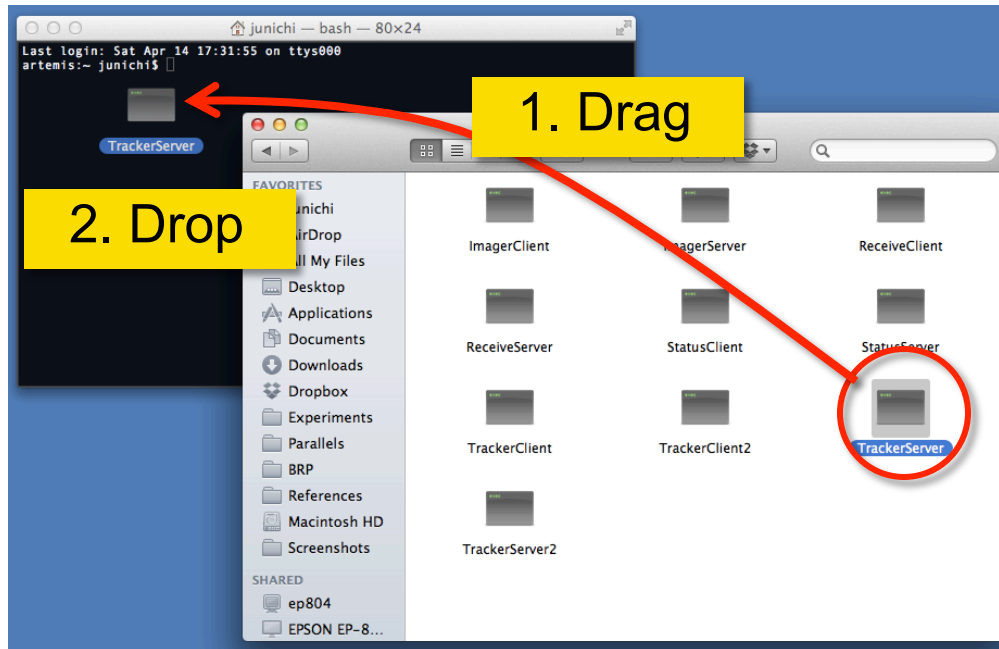 junichi — bash — 80×24
Last login: Sat Apr 14 17:31:55 on ttys000
artemis:~ junichi$
TrackerServer
1. Drag
2. Drop
FAVORITES
unichi
AirDrop
All My Files
Desktop
Applications
Documents
Downloads
Dropbox
Experiments
Parallels
BRP
References
Macintosh HD
Screenshots
SHARED
ep804
EPSON EP-8...
ImagerClient
ImagerServer
ReceiveClient
ReceiveServer
StatusClient
StatusServer
TrackerClient
TrackerClient2
TrackerServer
TrackerServer2